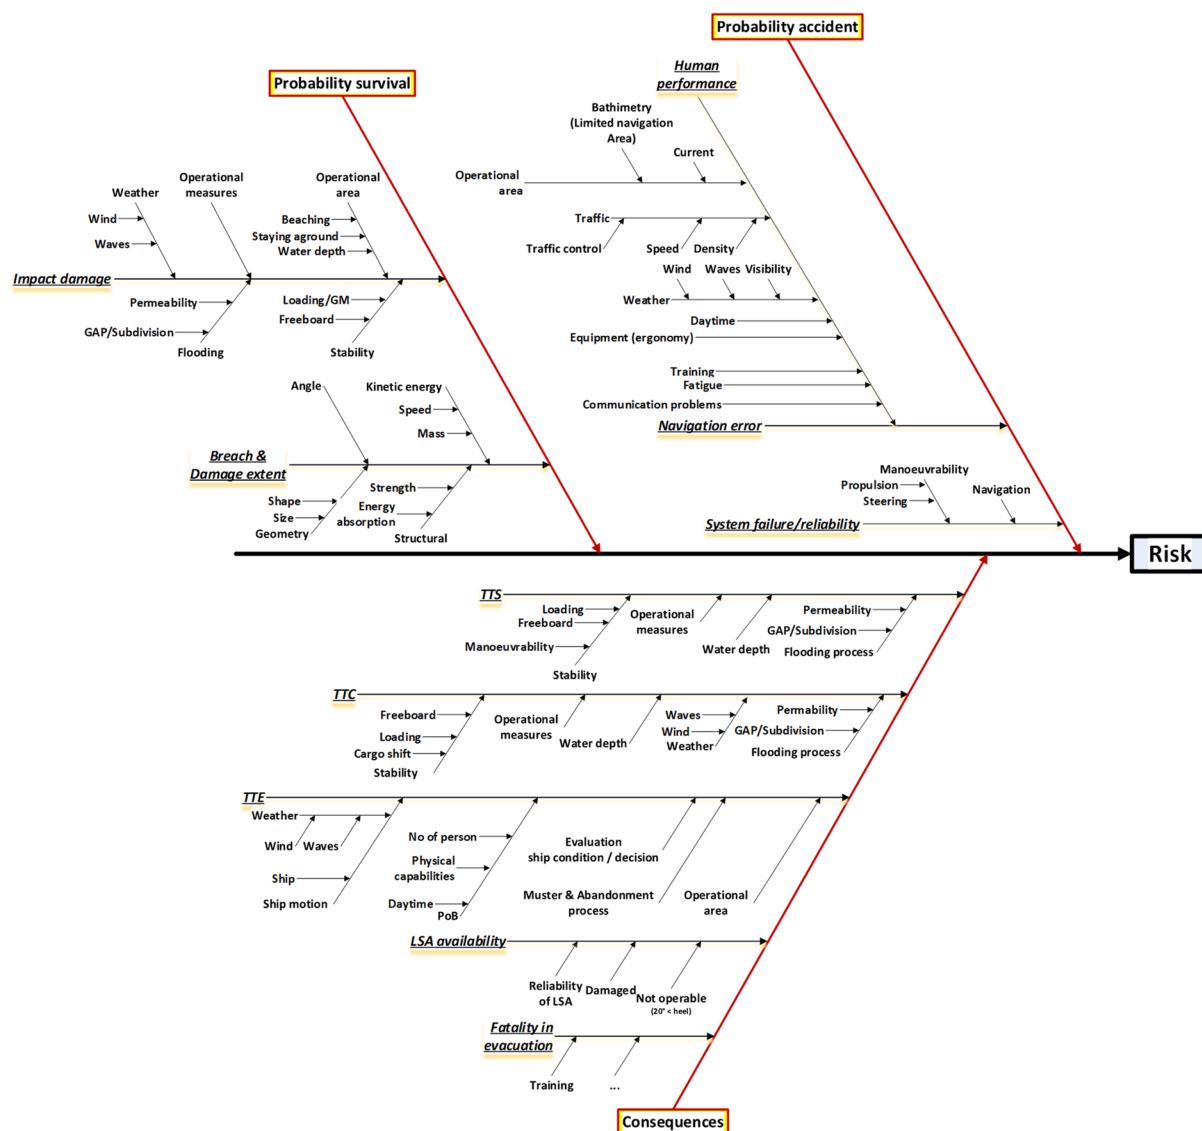 Probability accident
Probability survival
Human
performance
Bathimetry
(Limited navigation
Area)
Current
Operational
area
Traffic
Traffic control
Speed
Density
Wind
Waves
Visibility
Weather
Daytime
Equipment (ergonomy)
Training
Fatigue
Communication problems
Navigation error
Manoeuvrability
Propulsion
Steering
Navigation
System failure/reliability
Weather
Wind
Waves
Operational
measures
Operational
area
Beaching
Staying aground
Water depth
Impact damage
Permeability
GAP/Subdivision
Flooding
Loading/GM
Freeboard
Stability
Angle
Kinetic energy
Speed
Mass
Breach &
Damage extent
Shape
Size
Geometry
Strength
Energy
absorption
Structural
Risk
TTS
Loading
Freeboard
Manoeuvrability
Stability
Operational
measures
Water depth
Permeability
GAP/Subdivision
Flooding process
TTC
Freeboard
Loading
Cargo shift
Stability
Operational
measures
Water depth
Waves
Wind
Weather
Permability
GAP/Subdivision
Flooding process
TTE
Weather
Wind
Waves
Ship
Ship motion
No of person
Physical
capabilities
Daytime
PoB
Evaluation
ship condition / decision
Muster & Abandonment
process
Operational
area
LSA availability
Reliability
of LSA
Damaged
Not operable
(20° < heel)
Fatality in
evacuation
Training
...
Consequences